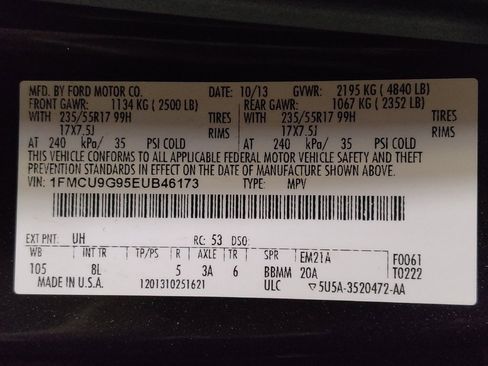 MFD. BY FORD MOTOR CO. 10/13 GVWR: 2195 KG ( 4840 LB)
FRONT GAWR: 1134 KG ( 2500 LB) REAR GAWR: 1067 KG ( 2352 LB)
WITH 235/55R17 99H TIRES WITH 235/55R17 99H TIRES
17X7.5J RIMS 17X7.5J RIMS
AT 240 kPa/ 35 PSI COLD AT 240 kPa/ 35 PSI COLD
THIS VEHICLE CONFORMS TO ALL APPLICABLE FEDERAL MOTOR VEHICLE SAFETY AND THEFT
PREVENTION STANDARDS IN EFFECT ON THE DATE OF MANUFACTURE SHOWN ABOVE.
VIN: 1FMCU9G95EUB46173 TYPE: MPV
EXT PNT: UH RC: 53 DSO:
WB INT TR TP/PS R AXLE TR SPR EM21A F0061
105 8L 5 3A 6 BBMM 20A T0222
MADE IN U.S.A. 1201310251621 ULC ▽5U5A-3520472-AA